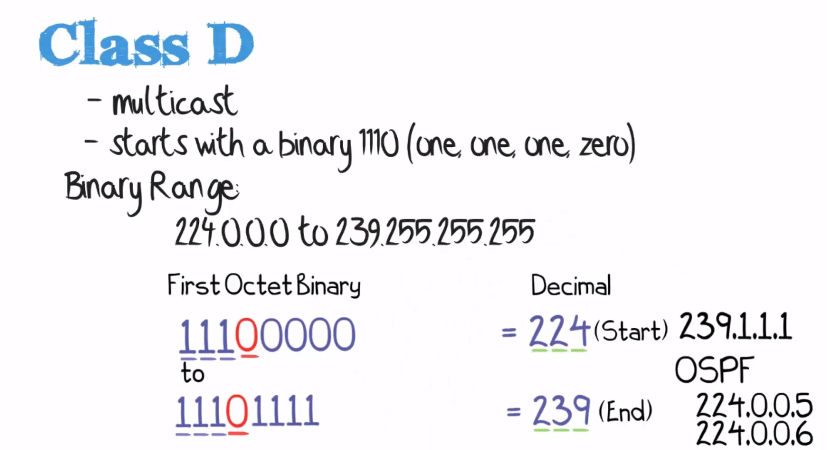 Class D
- multicast
- starts with a binary 1110 (one, one, one, zero)
Binary Range:
224.0.0.0 to 239.255.255.255
First Octet Binary
Decimal
11100000
= 224 (Start)
239.1.1.1
to
OSPF
11101111
= 239 (End)
224.0.0.5
224.0.0.6